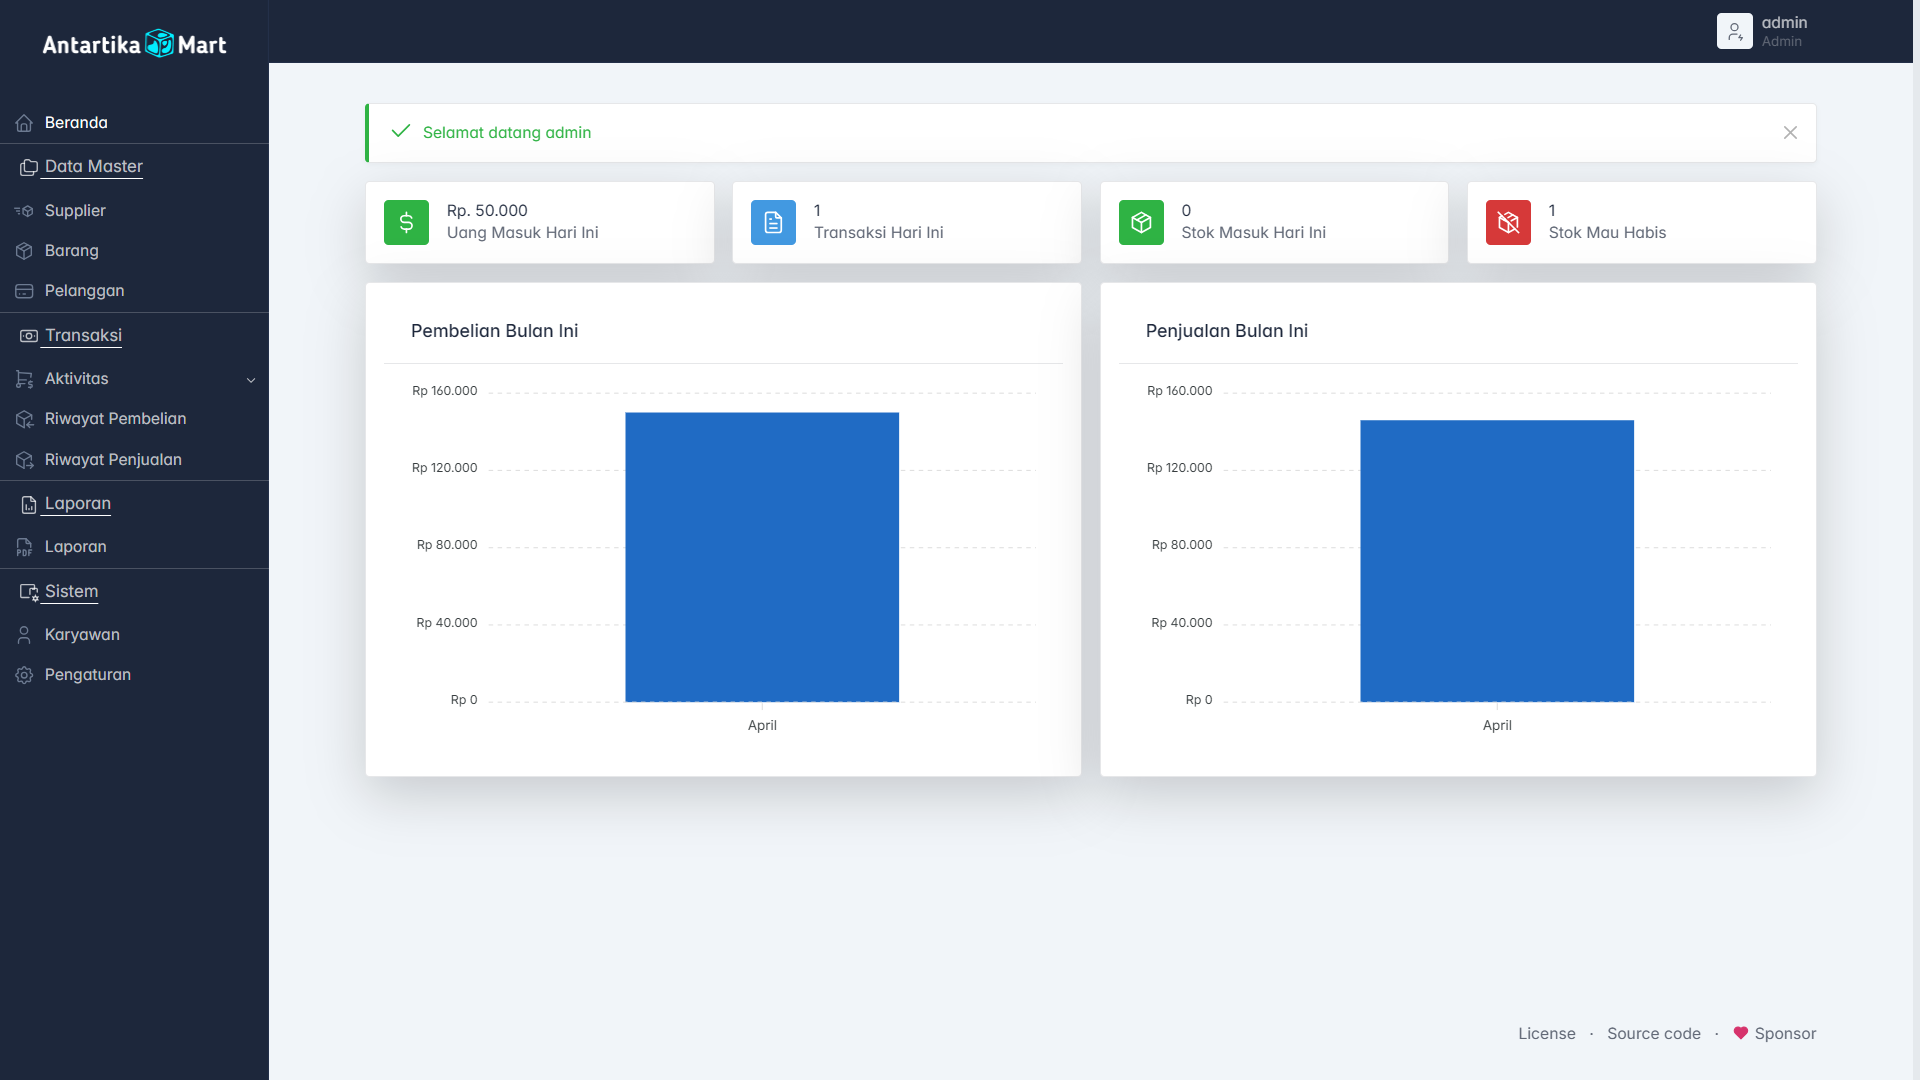 Antartika Mart
admin
Admin
Beranda
Data Master
Supplier
Barang
Pelanggan
Transaksi
Aktivitas
Riwayat Pembelian
Riwayat Penjualan
Laporan
Laporan
Sistem
Karyawan
Pengaturan
Selamat datang admin
Rp. 50.000
Uang Masuk Hari Ini
1
Transaksi Hari Ini
0
Stok Masuk Hari Ini
1
Stok Mau Habis
Pembelian Bulan Ini
Rp 160.000
Rp 120.000
Rp 80.000
Rp 40.000
Rp 0
April
Penjualan Bulan Ini
Rp 160.000
Rp 120.000
Rp 80.000
Rp 40.000
Rp 0
April
License · Source code · Sponsor